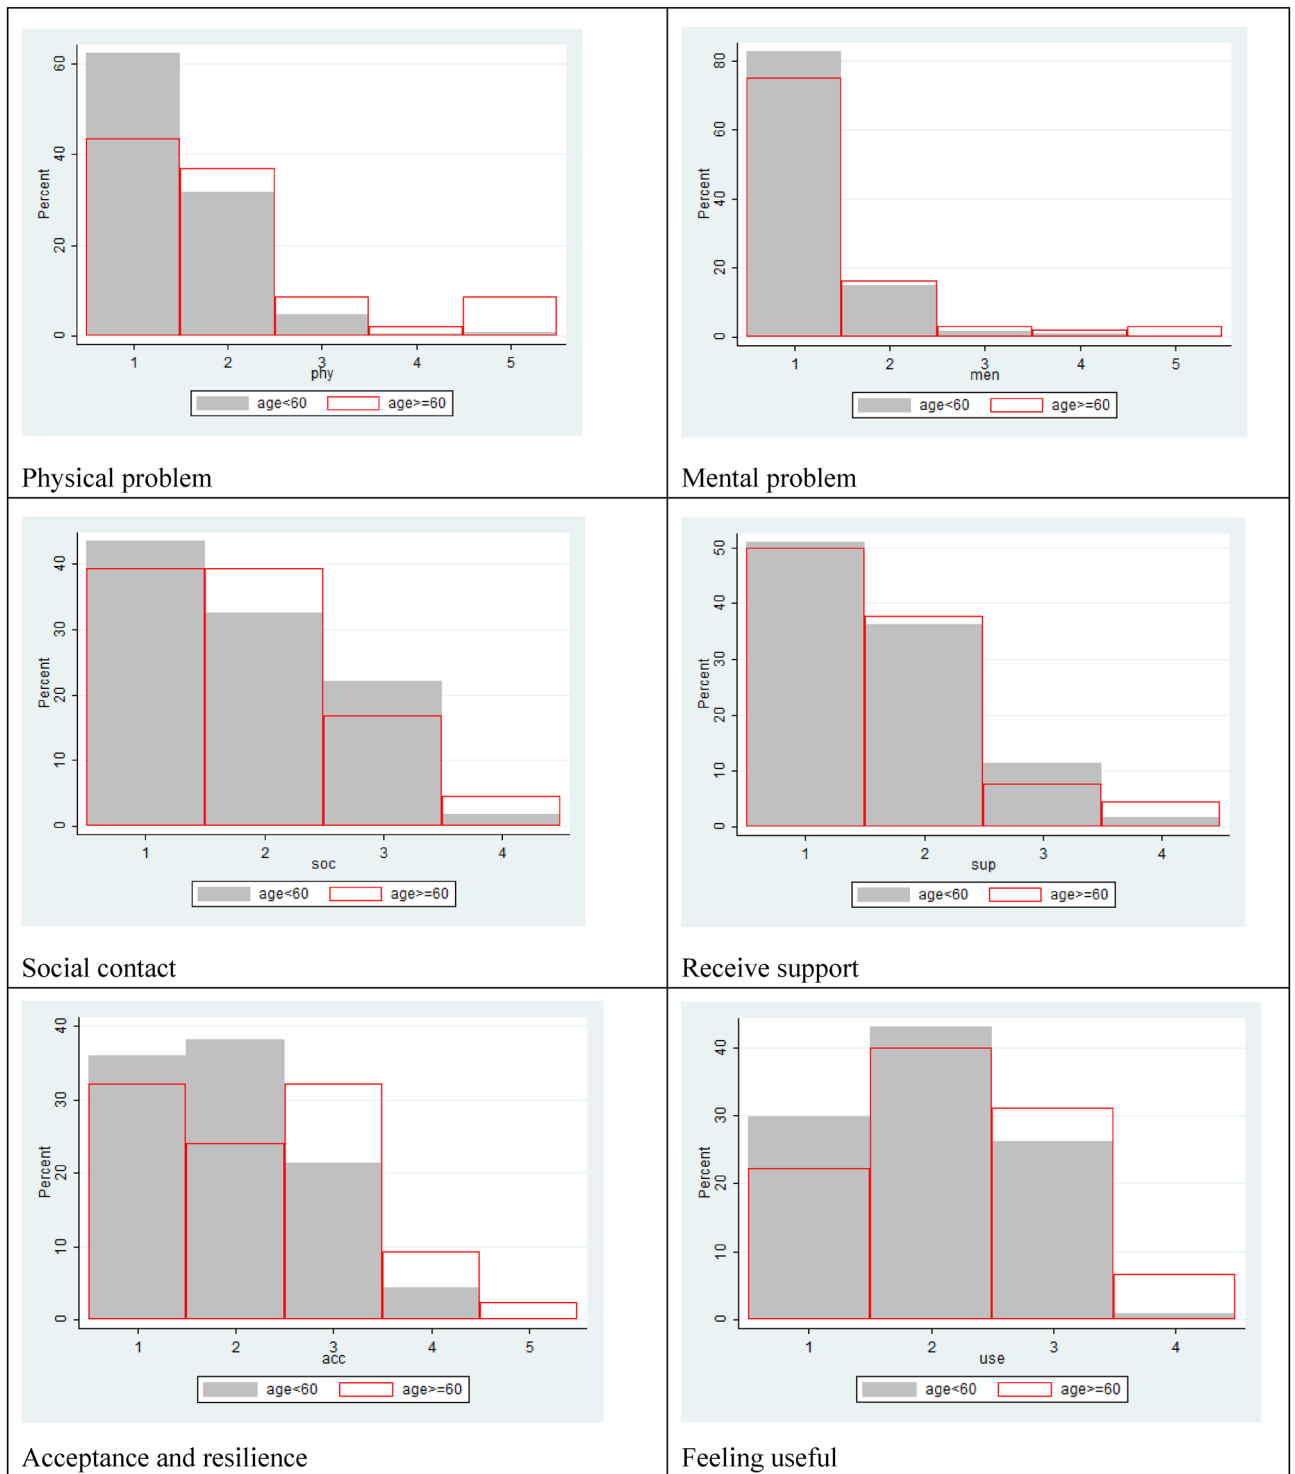 Percent
60
40
20
0
1 2 3 4 5
phy
age<60 age>=60
Physical problem
Percent
80
60
40
20
0
1 2 3 4 5
men
age<60 age>=60
Mental problem
Percent
40
30
20
10
0
1 2 3 4
soc
age<60 age>=60
Social contact
Percent
50
40
30
20
10
0
1 2 3 4
sup
age<60 age>=60
Receive support
Percent
40
30
20
10
0
1 2 3 4 5
acc
age<60 age>=60
Acceptance and resilience
Percent
40
30
20
10
0
1 2 3 4
use
age<60 age>=60
Feeling useful